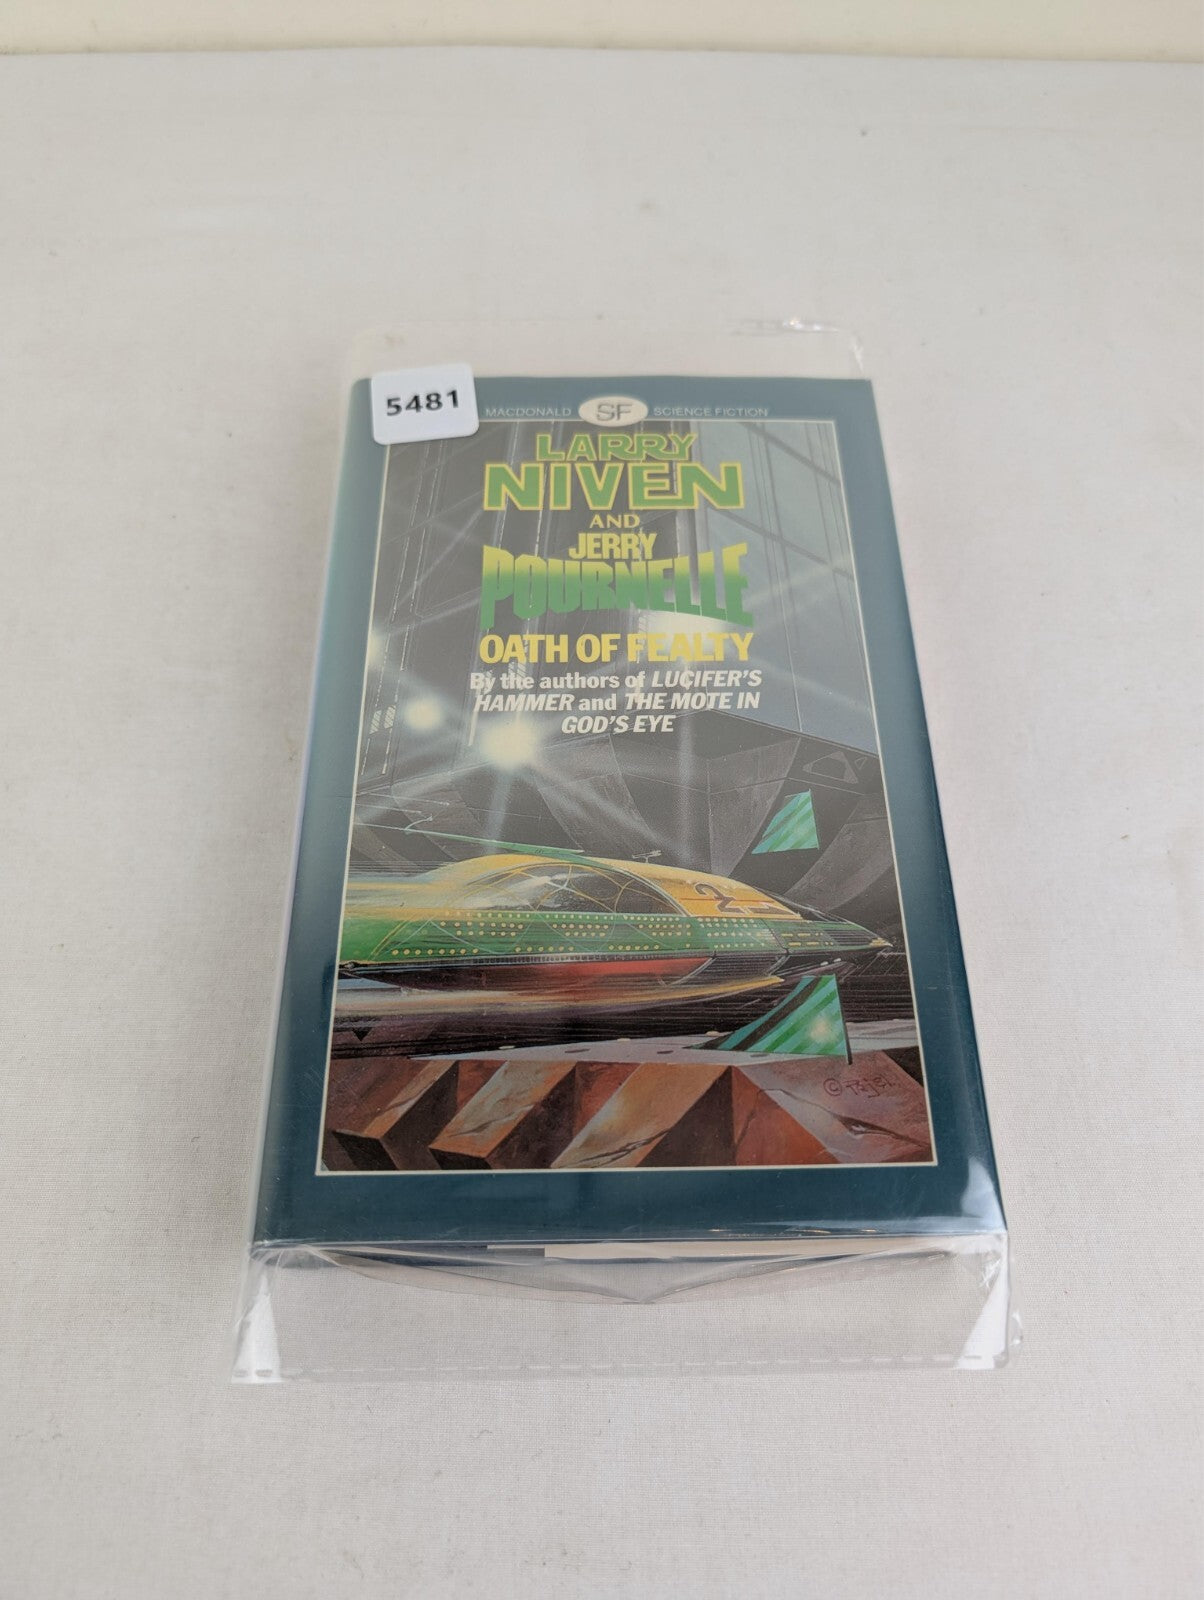 5481
MACDONALD SF SCIENCE FICTION
LARRY
NIVEN
AND
JERRY
POURNELLE
OATH OF FEALTY
By the authors of LUCIFER'S
HAMMER and THE MOTE IN
GOD'S EYE
2
©